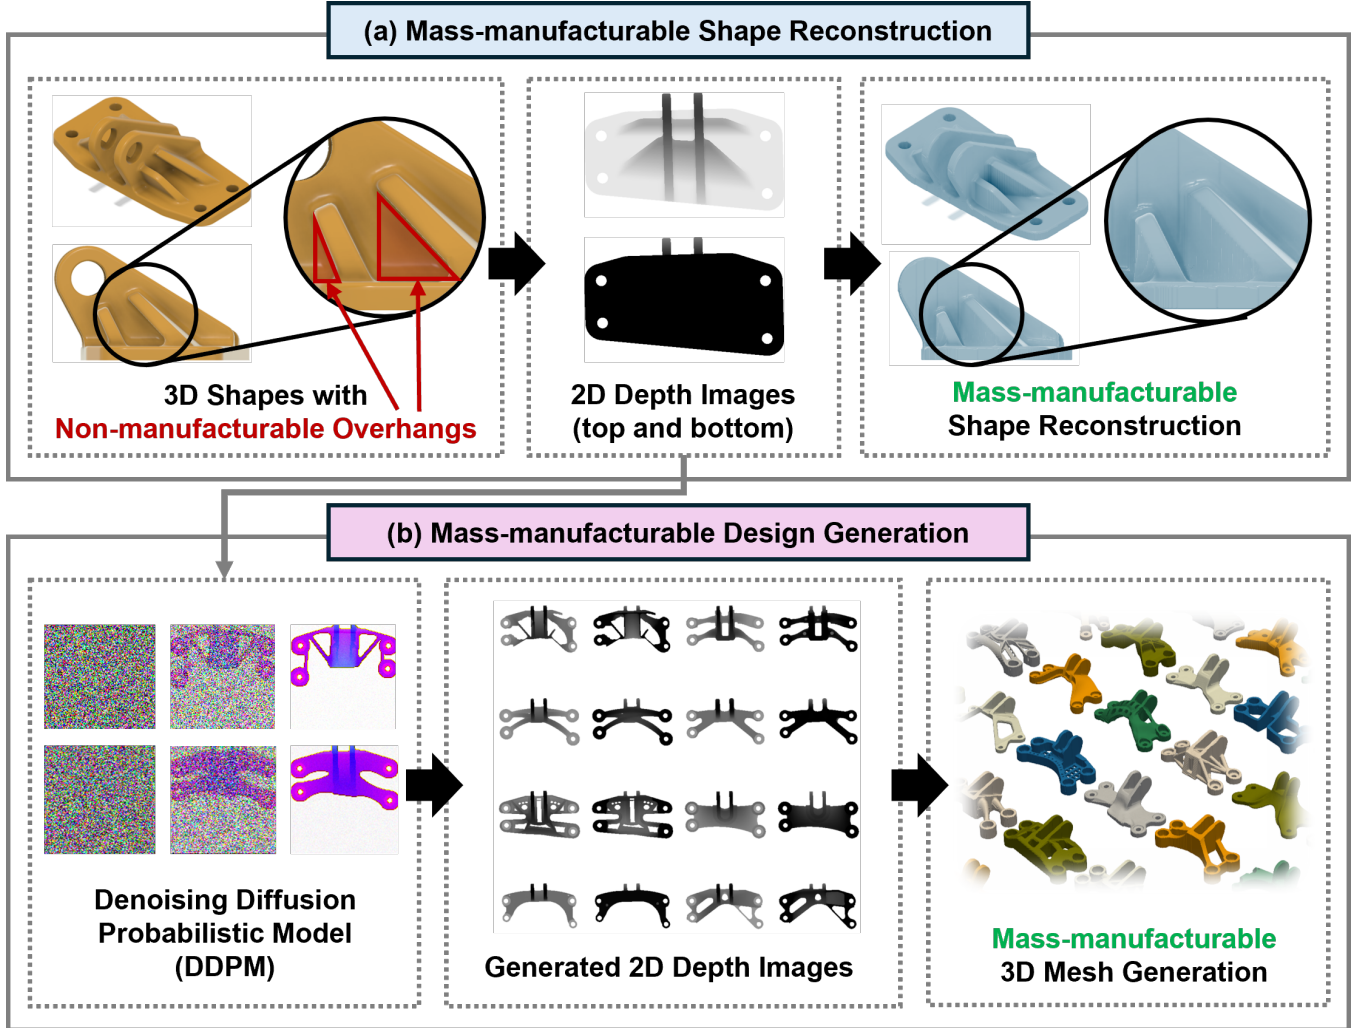 (a) Mass-manufacturable Shape Reconstruction
3D Shapes with
Non-manufacturable Overhangs
2D Depth Images
(top and bottom)
Mass-manufacturable
Shape Reconstruction
(b) Mass-manufacturable Design Generation
Denoising Diffusion
Probabilistic Model
(DDPM)
Generated 2D Depth Images
Mass-manufacturable
3D Mesh Generation